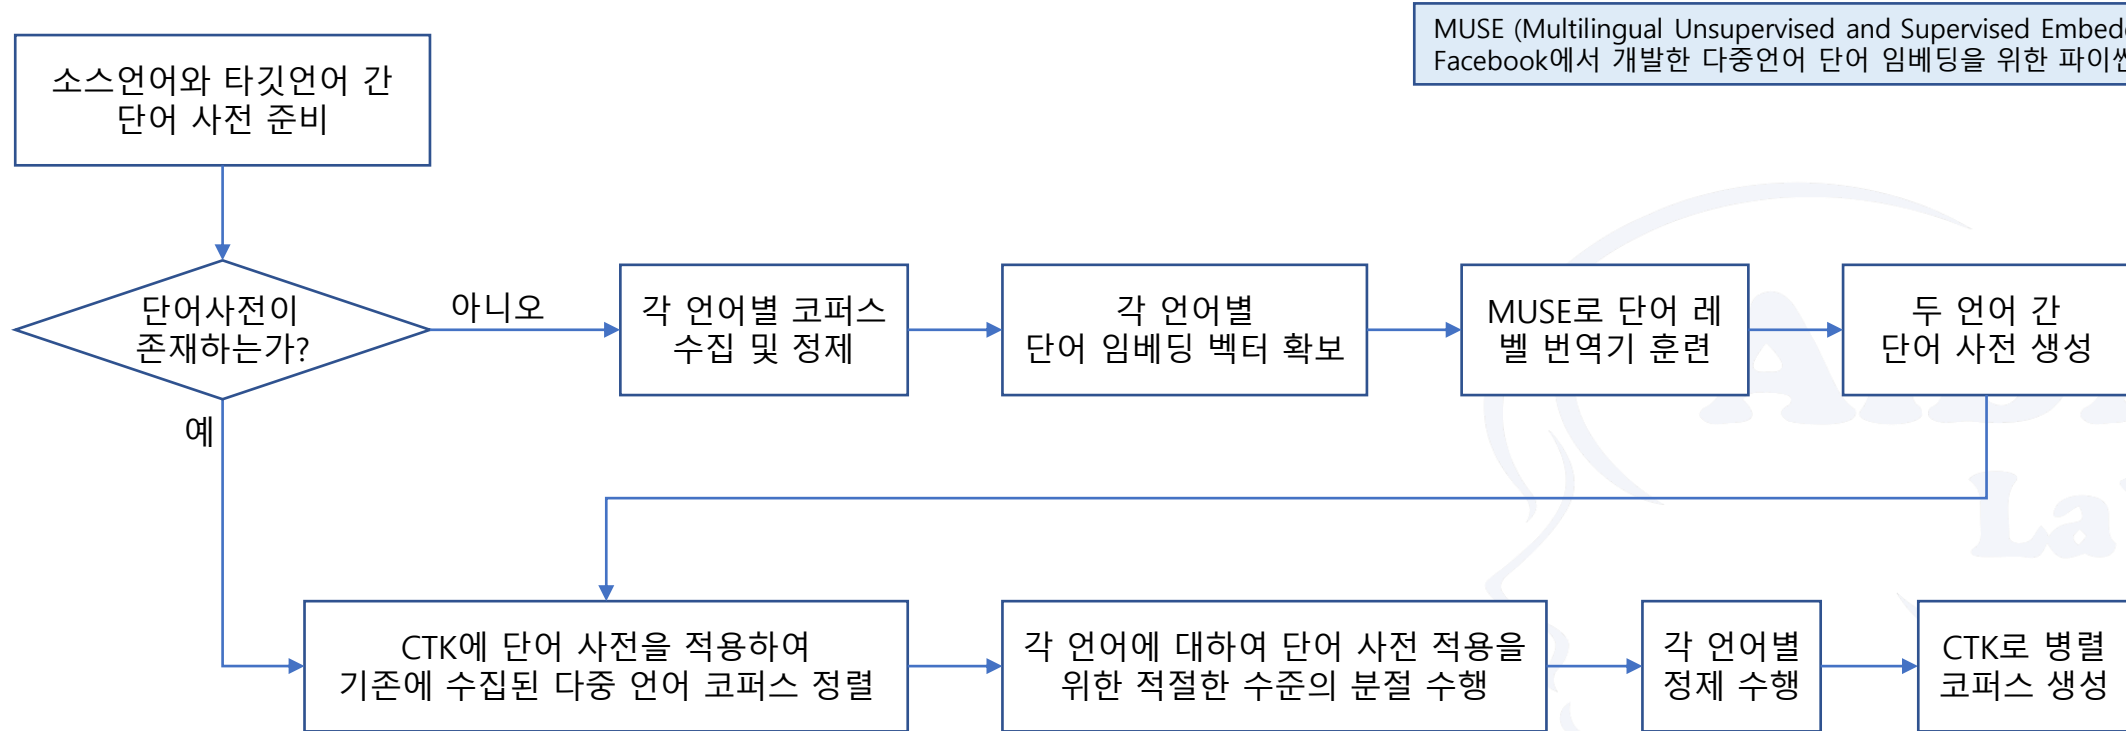 MUSE (Multilingual Unsupervised and Supervised
Facebook에서 개발한 다중언어 단어 임베딩을 위한
소스언어와 타깃언어 간
단어 사전 준비
단어사전이
존재하는가?
아니오
예
각 언어별 코퍼스
수집 및 정제
각 언어별
단어 임베딩 벡터 확보
MUSE로 단어 레
벨 번역기 훈련
두 언어 간
단어 사전 생성
CTK에 단어 사전을 적용하여
기존에 수집된 다중 언어 코퍼스 정렬
각 언어에 대하여 단어 사전 적용을
위한 적절한 수준의 분절 수행
각 언어별
정제 수행
CTK로 병렬
코퍼스 생성